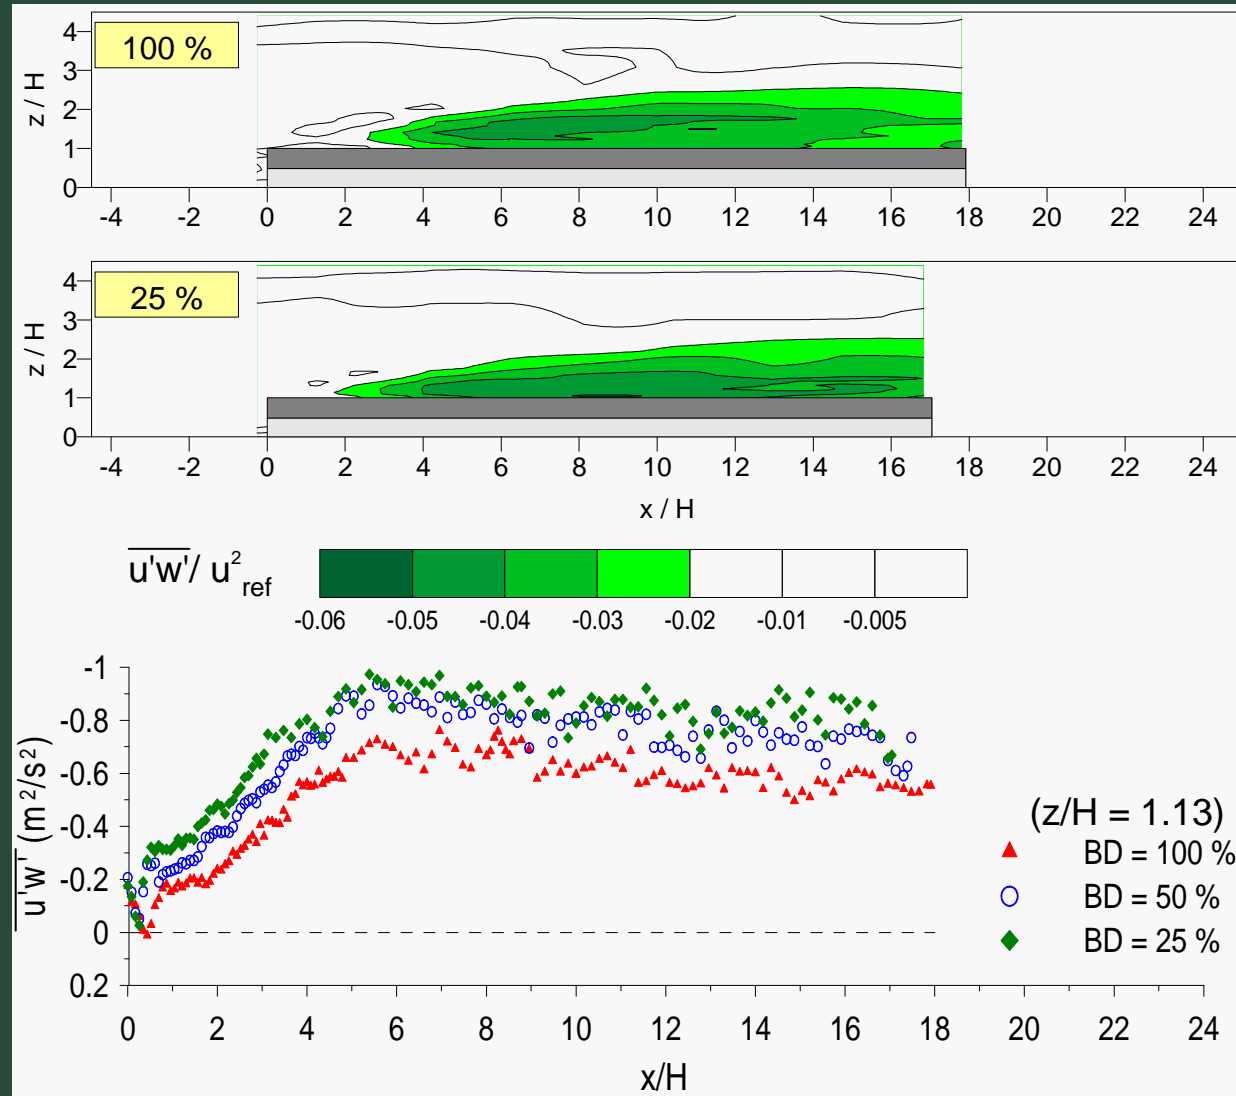 100 %
z / H
4
3
2
1
0
-4 -2 0 2 4 6 8 10 12 14 16 18 20 22 24
25 %
z / H
4
3
2
1
0
-4 -2 0 2 4 6 8 10 12 14 16 18 20 22 24
x / H
u'w' / u²ref
-0.06 -0.05 -0.04 -0.03 -0.02 -0.01 -0.005
u'w' (m²/s²)
-1
-0.8
-0.6
-0.4
-0.2
0
0.2
(z/H = 1.13)
BD = 100 %
BD = 50 %
BD = 25 %
0 2 4 6 8 10 12 14 16 18 20 22 24
x/H